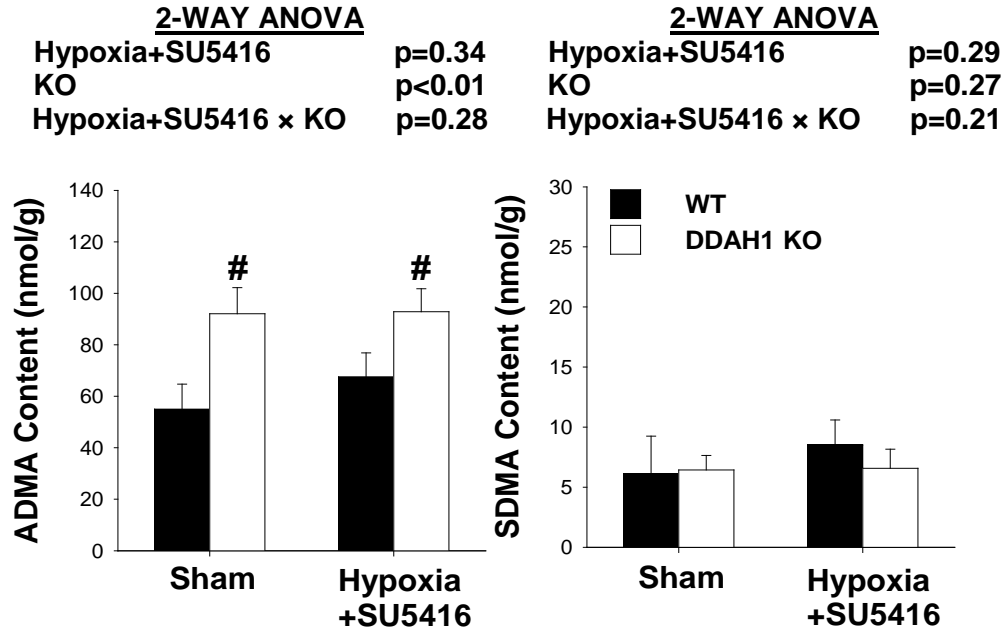 2-WAY ANOVA
Hypoxia+SU5416 p=0.34
KO p<0.01
Hypoxia+SU5416 × KO p=0.28
2-WAY ANOVA
Hypoxia+SU5416 p=0.29
KO p=0.27
Hypoxia+SU5416 × KO p=0.21
ADMA Content (nmol/g)
140
120
100
80
60
40
20
0
#
#
Sham
Hypoxia
+SU5416
SDMA Content (nmol/g)
30
25
20
15
10
5
0
WT
DDAH1 KO
Sham
Hypoxia
+SU5416